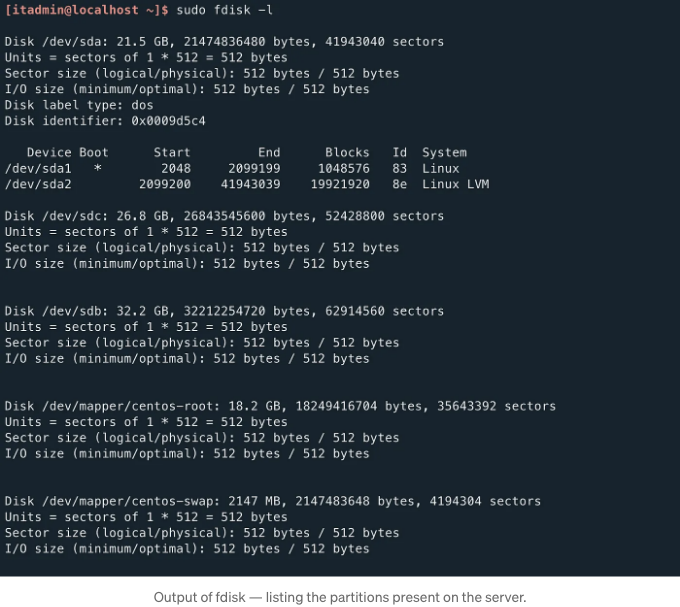 [itadmin@localhost ~]$ sudo fdisk -l
Disk /dev/sda: 21.5 GB, 21474836480 bytes, 41943040 sectors
Units = sectors of 1 * 512 = 512 bytes
Sector size (logical/physical): 512 bytes / 512 bytes
I/O size (minimum/optimal): 512 bytes / 512 bytes
Disk label type: dos
Disk identifier: 0x0009d5c4
Device Boot Start End Blocks Id System
/dev/sda1 * 2048 2099199 1048576 83 Linux
/dev/sda2 2099200 41943039 19921920 8e Linux LVM
Disk /dev/sdc: 26.8 GB, 26843545600 bytes, 52428800 sectors
Units = sectors of 1 * 512 = 512 bytes
Sector size (logical/physical): 512 bytes / 512 bytes
I/O size (minimum/optimal): 512 bytes / 512 bytes
Disk /dev/sdb: 32.2 GB, 32212254720 bytes, 62914560 sectors
Units = sectors of 1 * 512 = 512 bytes
Sector size (logical/physical): 512 bytes / 512 bytes
I/O size (minimum/optimal): 512 bytes / 512 bytes
Disk /dev/mapper/centos-root: 18.2 GB, 18249416704 bytes, 35643392 sectors
Units = sectors of 1 * 512 = 512 bytes
Sector size (logical/physical): 512 bytes / 512 bytes
I/O size (minimum/optimal): 512 bytes / 512 bytes
Disk /dev/mapper/centos-swap: 2147 MB, 2147483648 bytes, 4194304 sectors
Units = sectors of 1 * 512 = 512 bytes
Sector size (logical/physical): 512 bytes / 512 bytes
I/O size (minimum/optimal): 512 bytes / 512 bytes
Output of fdisk — listing the partitions present on the server.